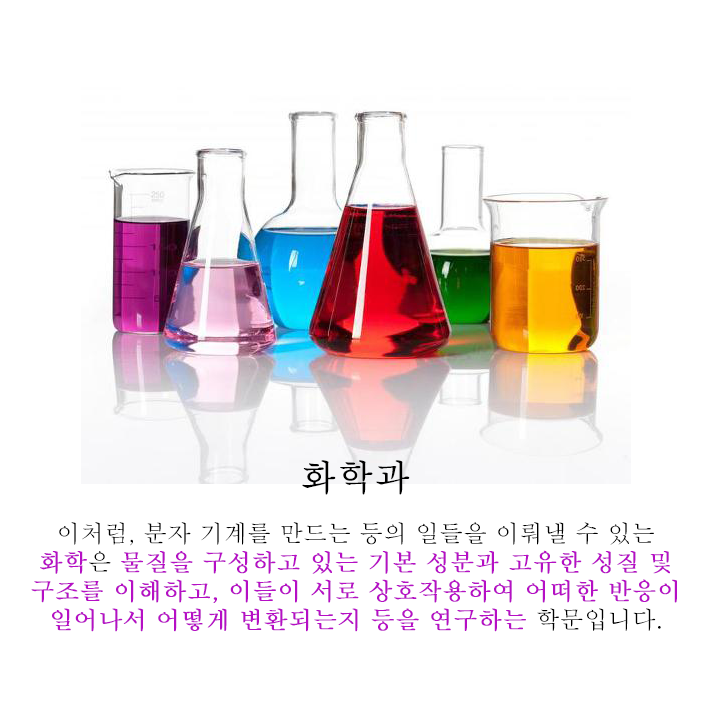 250
화학과
이처럼, 분자 기계를 만드는 등의 일들을 이뤄낼 수 있는
화학은 물질을 구성하고 있는 기본 성분과 고유한 성질 및
구조를 이해하고, 이들이 서로 상호작용하여 어떠한 반응이
일어나서 어떻게 변환되는지 등을 연구하는 학문입니다.